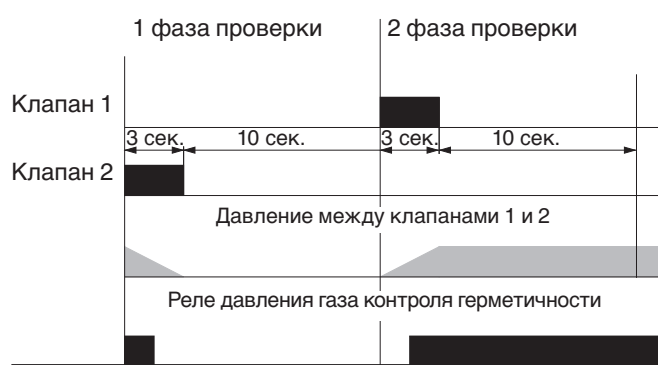 1 фаза проверки 2 фаза проверки
Клапан 1
3 сек. 10 сек. 3 сек. 10 сек.
Клапан 2
Давление между клапанами 1 и 2
Реле давления газа контроля герметичности